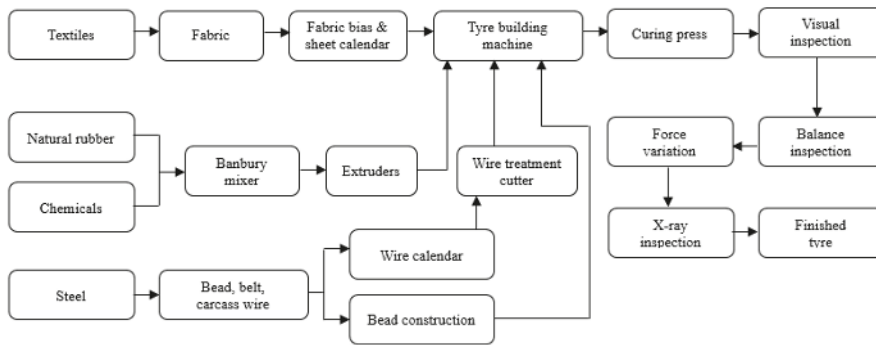 Textiles
Fabric
Fabric bias &
sheet calendar
Tyre building
machine
Curing press
Visual
inspection
Natural rubber
Chemicals
Banbury
mixer
Extruders
Wire treatment
cutter
Force
variation
Balance
inspection
X-ray
inspection
Finished
tyre
Steel
Bead, belt,
carcass wire
Wire calendar
Bead construction